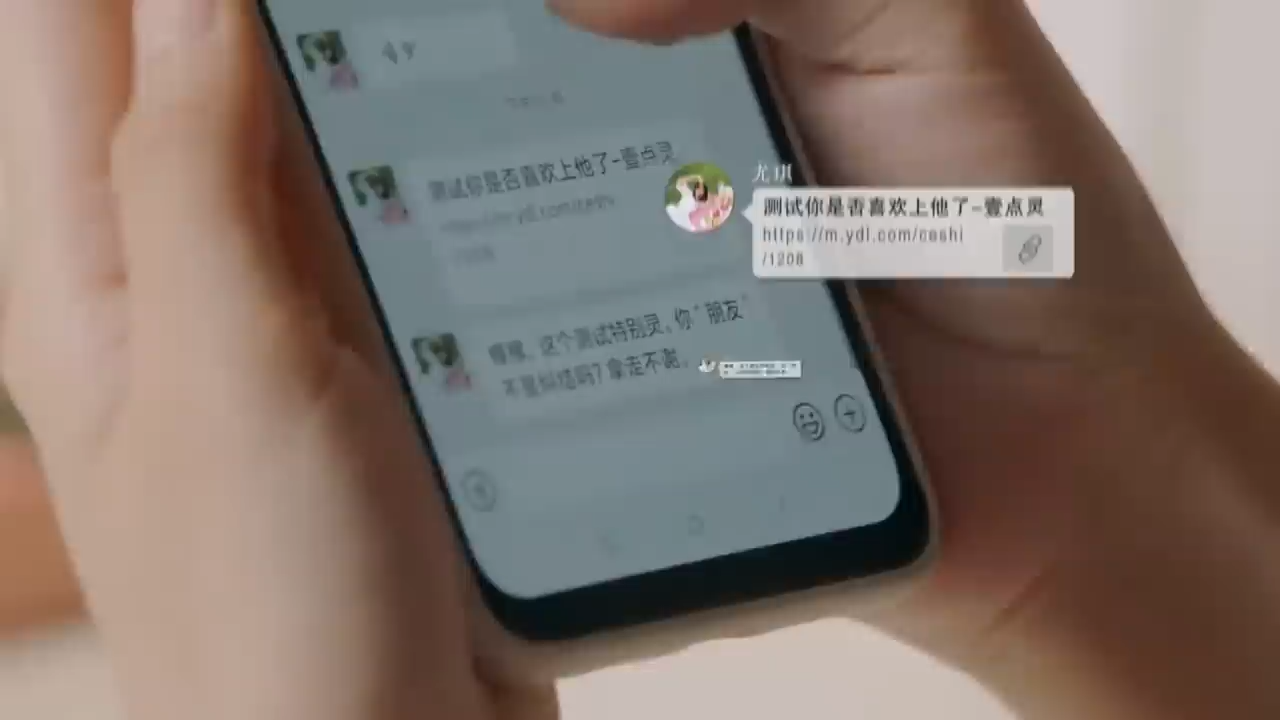 测试你是否喜欢上他了-壹点灵
尤琪
测试你是否喜欢上他了-壹点灵
https://m.ydl.com/ceshi
/1208
嘿嘿，这个测试特别灵，你“朋友”
不是纠结吗？拿走不谢。